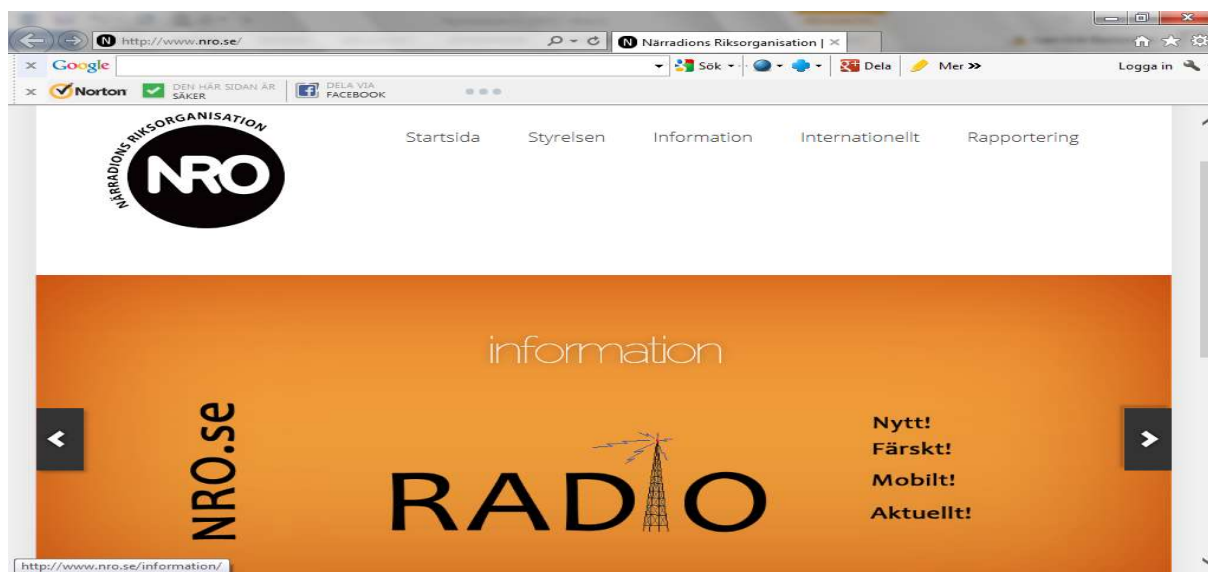 http://www.nro.se/
Närradions Riksorganisation |
Google
Sök
Dela
Mer
Logga in
Norton
DEN HÄR SIDAN ÄR
SÄKER
DELA VIA
FACEBOOK
NÄRRADIONS RIKSORGANISATION
NRO
Startsida Styrelsen Information Internationellt Rapportering
information
NRO.se
RADIO
Nytt!
Färskt!
Mobilt!
Aktuellt!
http://www.nro.se/information/